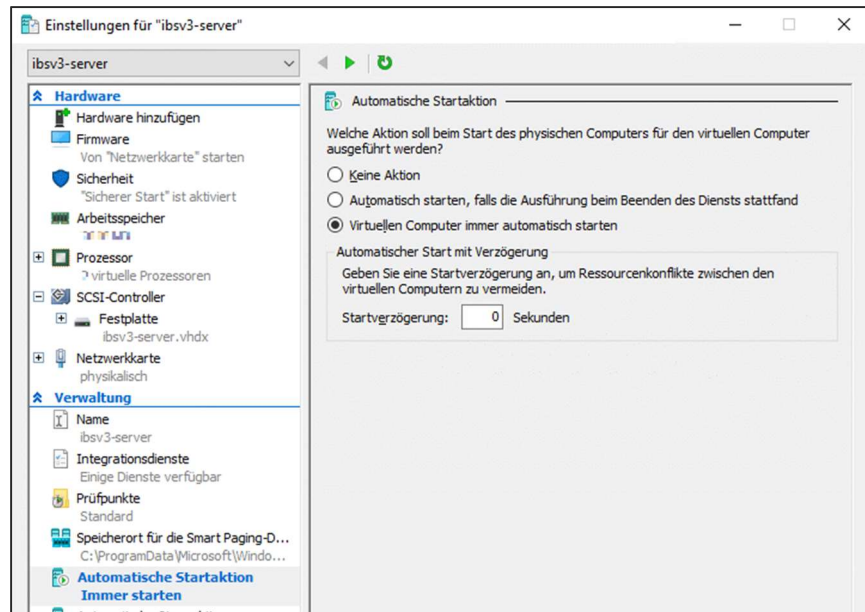 Einstellungen für "ibsv3-server"
ibsv3-server
Hardware
Hardware hinzufügen
Firmware
Von "Netzwerkkarte" starten
Sicherheit
"Sicherer Start" ist aktiviert
Arbeitsspeicher
Prozessor
virtuelle Prozessoren
SCSI-Controller
Festplatte
ibsv3-server.vhdx
Netzwerkkarte
physikalisch
Verwaltung
Name
ibsv3-server
Integrationsdienste
Einige Dienste verfügbar
Prüfpunkte
Standard
Speicherort für die Smart Paging-D...
C:\ProgramData\Microsoft\Windo...
Automatische Startaktion
Immer starten
Automatische Startaktion
Welche Aktion soll beim Start des physischen Computers für den virtuellen Computer
ausgeführt werden?
Keine Aktion
Automatisch starten, falls die Ausführung beim Beenden des Diensts stattfand
Virtuellen Computer immer automatisch starten
Automatischer Start mit Verzögerung
Geben Sie eine Startverzögerung an, um Ressourcenkonflikte zwischen den
virtuellen Computern zu vermeiden.
Startverzögerung: 0 Sekunden